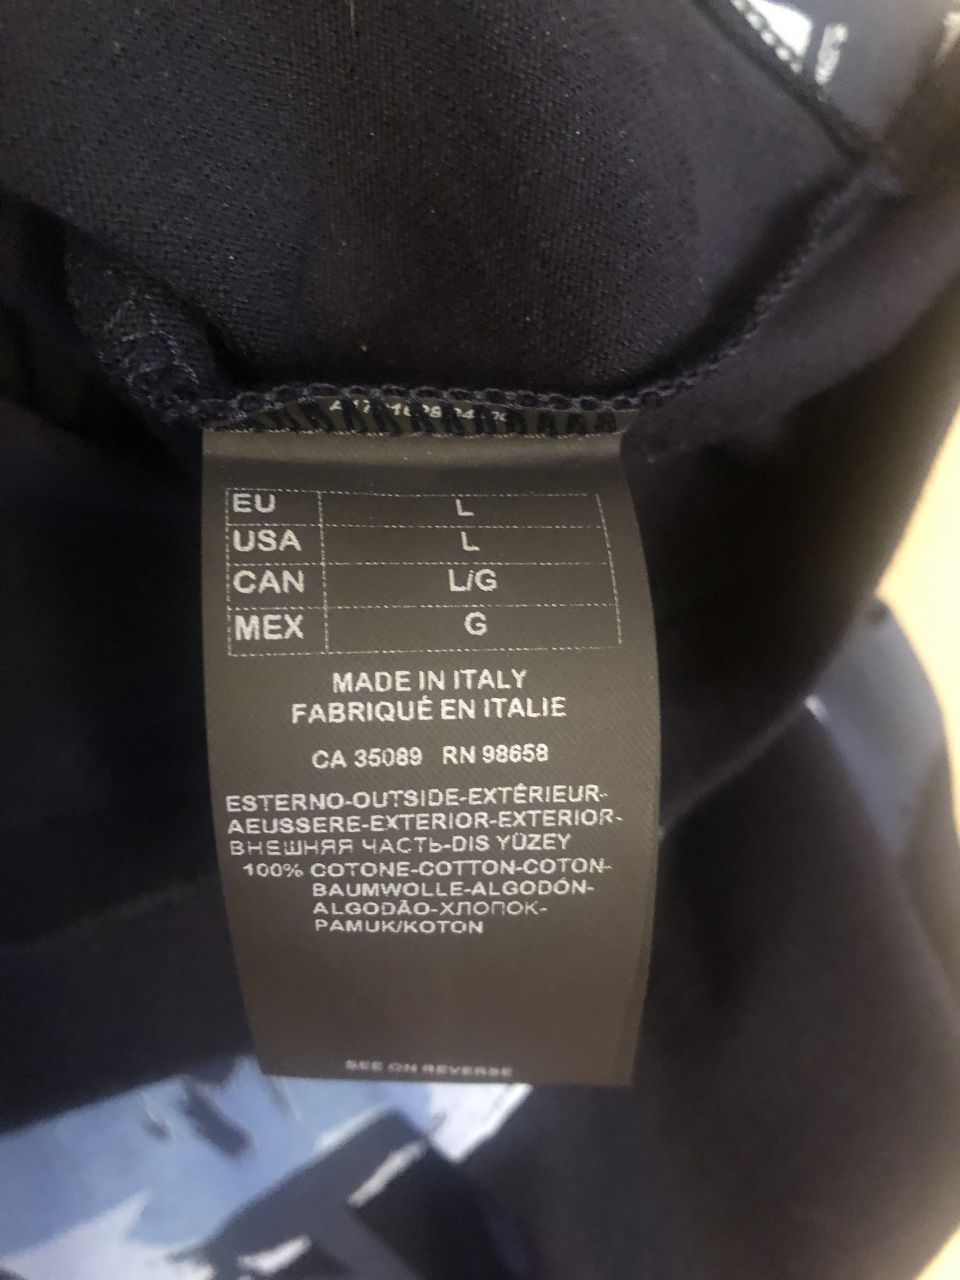 EU L
USA L
CAN L/G
MEX G
MADE IN ITALY
FABRIQUÉ EN ITALIE
CA 35089 RN 98658
ESTERNO-OUTSIDE-EXTÉRIEUR-
AEUSSERE-EXTERIOR-EXTERIOR-
ВНЕШНЯЯ ЧАСТЬ-DIS YÜZEY
100% COTONE-COTTON-COTON-
BAUMWOLLE-ALGODÓN-
ALGODÃO-ХЛОПОК-
PAMUK/KOTON
SEE ON REVERSE